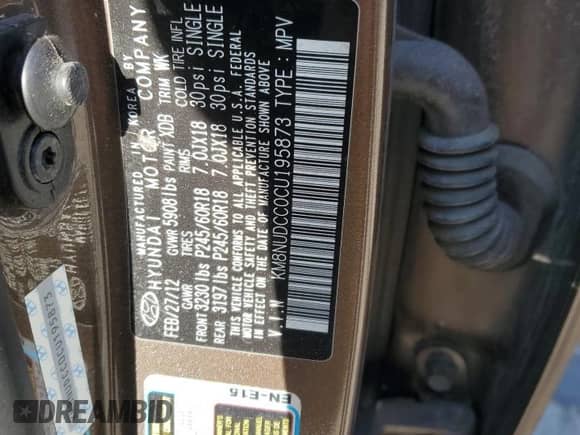 MANUFACTURED IN KOREA BY
HYUNDAI MOTOR COMPANY
FEB/27/12 GVWR 5908 lbs PAINT XDB TRIM WK
GAWR TIRES RIMS COLD TIRE INFL
FRONT 3230 lbs P245/60R18 7.0JX18 30psi SINGLE
REAR 3197 lbs P245/60R18 7.0JX18 30psi SINGLE
THIS VEHICLE CONFORMS TO ALL APPLICABLE U.S.A. FEDERAL
MOTOR VEHICLE SAFETY AND THEFT PREVENTION STANDARDS
IN EFFECT ON THE DATE OF MANUFACTURE SHOWN ABOVE
V.I.N KM8NUDCC0CU195873 TYPE : MPV
EN-E15
DREAMBID